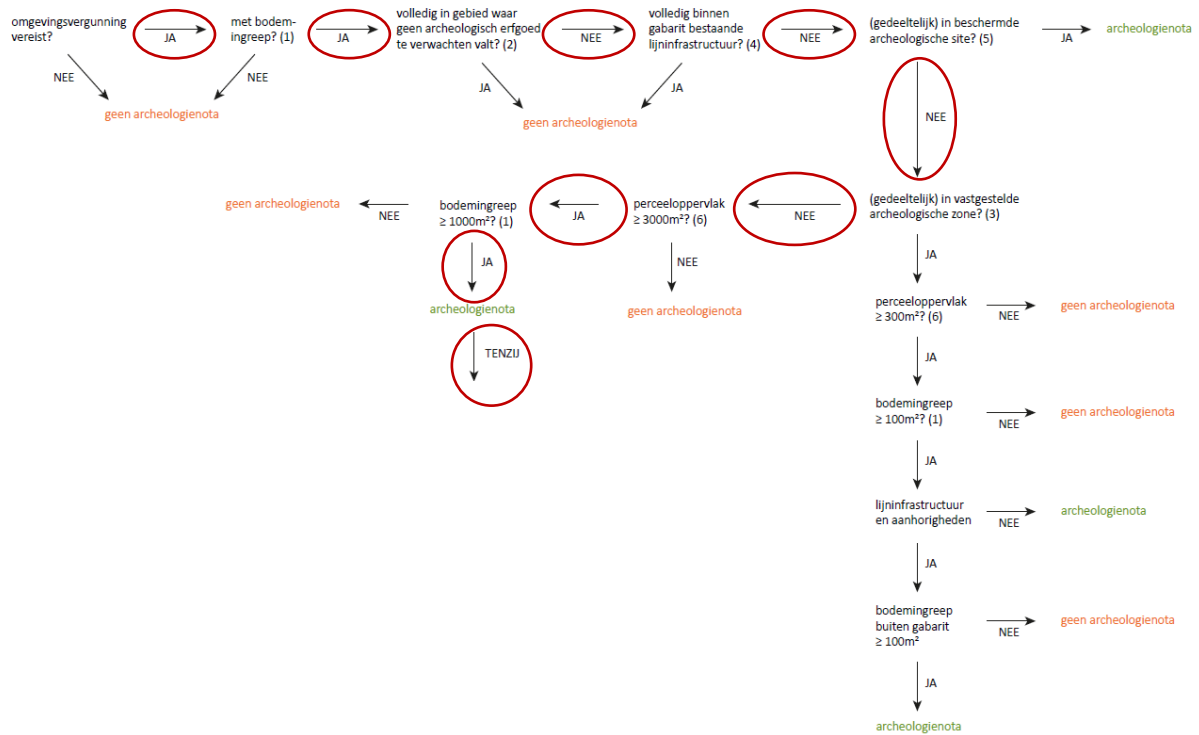 omgevingsvergunning
vereist?
JA
met bodem-
ingreep? (1)
JA
volledig in gebied waar
geen archeologisch erfgoed
te verwachten valt? (2)
NEE
volledig binnen
gabarit bestaande
lijninfrastructuur? (4)
NEE
(gedeeltelijk) in beschermde
archeologische site? (5)
JA
archeologienota
NEE
NEE
geen archeologienota
JA
JA
geen archeologienota
NEE
geen archeologienota
NEE
bodemingreep
≥ 1000m²? (1)
JA
perceeloppervlak
≥ 3000m²? (6)
NEE
(gedeeltelijk) in vastgestelde
archeologische zone? (3)
JA
archeologienota
TENZIJ
NEE
geen archeologienota
JA
perceeloppervlak
≥ 300m²? (6)
NEE
geen archeologienota
JA
bodemingreep
≥ 100m²? (1)
NEE
geen archeologienota
JA
lijninfrastructuur
en aanhorigheden
NEE
archeologienota
JA
bodemingreep
buiten gabarit
≥ 100m²
NEE
geen archeologienota
JA
archeologienota